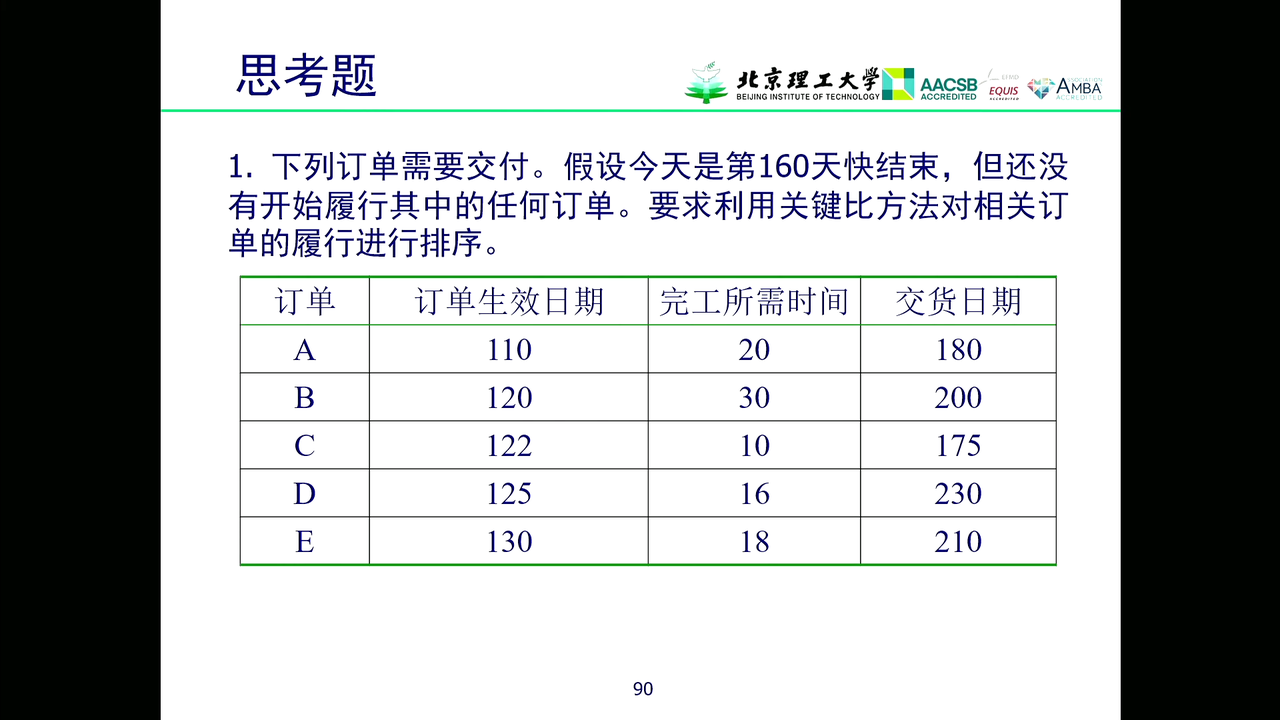 思考题
北京理工大学
BEIJING INSTITUTE OF TECHNOLOGY
AACSB
ACCREDITED
EFMD
EQUIS
ACCREDITED
ASSOCIATION
AMBA
ACCREDITED
1. 下列订单需要交付。假设今天是第160天快结束，但还没
有开始履行其中的任何订单。要求利用关键比方法对相关订
单的履行进行排序。
订单 订单生效日期 完工所需时间 交货日期
A 110 20 180
B 120 30 200
C 122 10 175
D 125 16 230
E 130 18 210
90